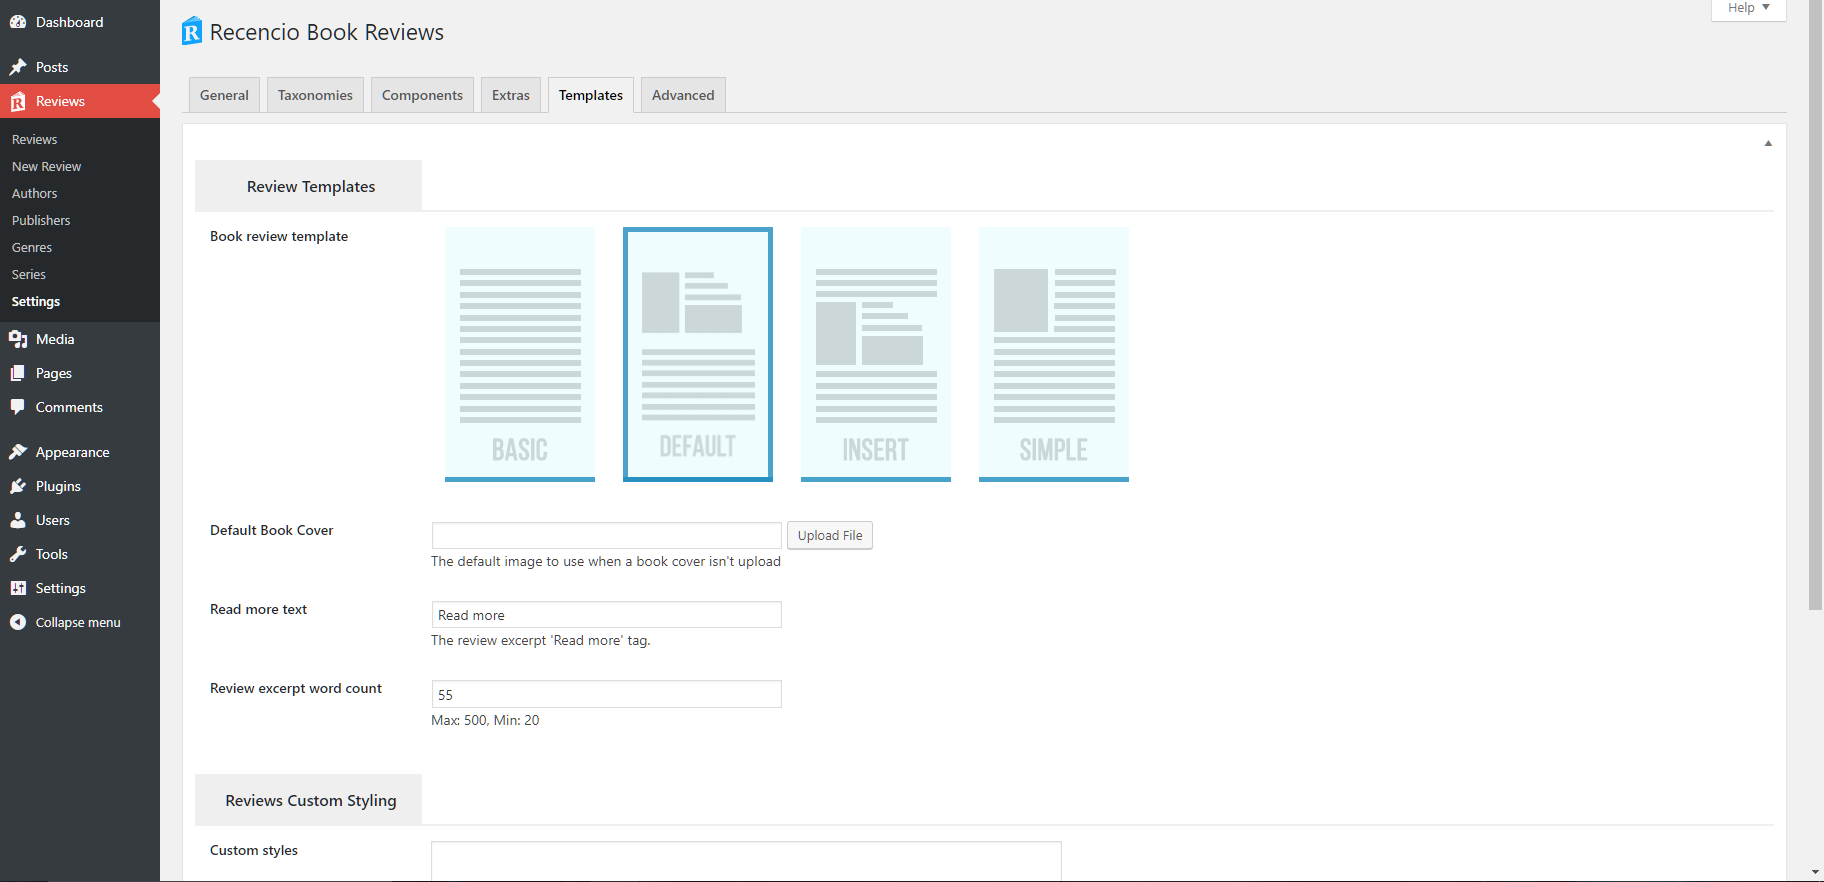 Dashboard
Posts
Reviews
Reviews
New Review
Authors
Publishers
Genres
Series
Settings
Media
Pages
Comments
Appearance
Plugins
Users
Tools
Settings
Collapse menu
Help
R Recencio Book Reviews
General Taxonomies Components Extras Templates Advanced
Review Templates
Book review template
BASIC DEFAULT INSERT SIMPLE
Default Book Cover
Upload File
The default image to use when a book cover isn't upload
Read more text
Read more
The review excerpt 'Read more' tag.
Review excerpt word count
55
Max: 500, Min: 20
Reviews Custom Styling
Custom styles